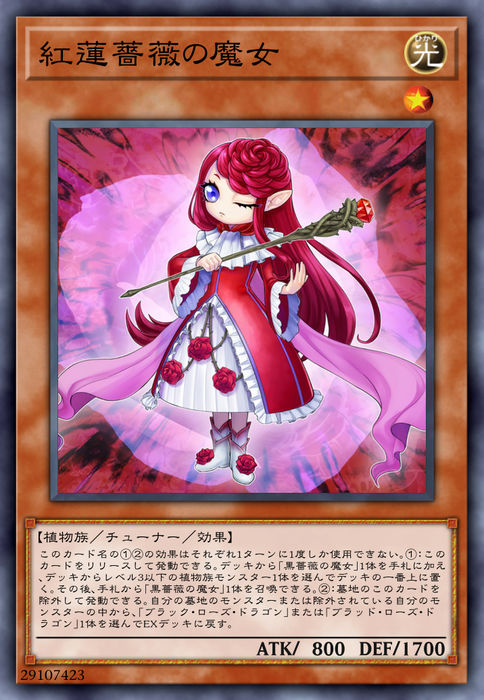 紅蓮薔薇の魔女
ひかり
光
【植物族／チューナー／効果】
このカード名の①②の効果はそれぞれ1ターンに1度しか使用できない。①:この
カードをリリースして発動できる。デッキから「黒薔薇の魔女」1体を手札に加え
、デッキからレベル3以下の植物族モンスター1体を選んでデッキの一番上に置
く。その後、手札から「黒薔薇の魔女」1体を召喚できる。②:墓地のこのカードを
除外して発動できる。自分の墓地のモンスターまたは除外されている自分のモ
ンスターの中から、「ブラック・ローズ・ドラゴン」または「ブラッド・ローズ・ド
ラゴン」1体を選んでEXデッキに戻す。
ATK/ 800 DEF/1700
29107423